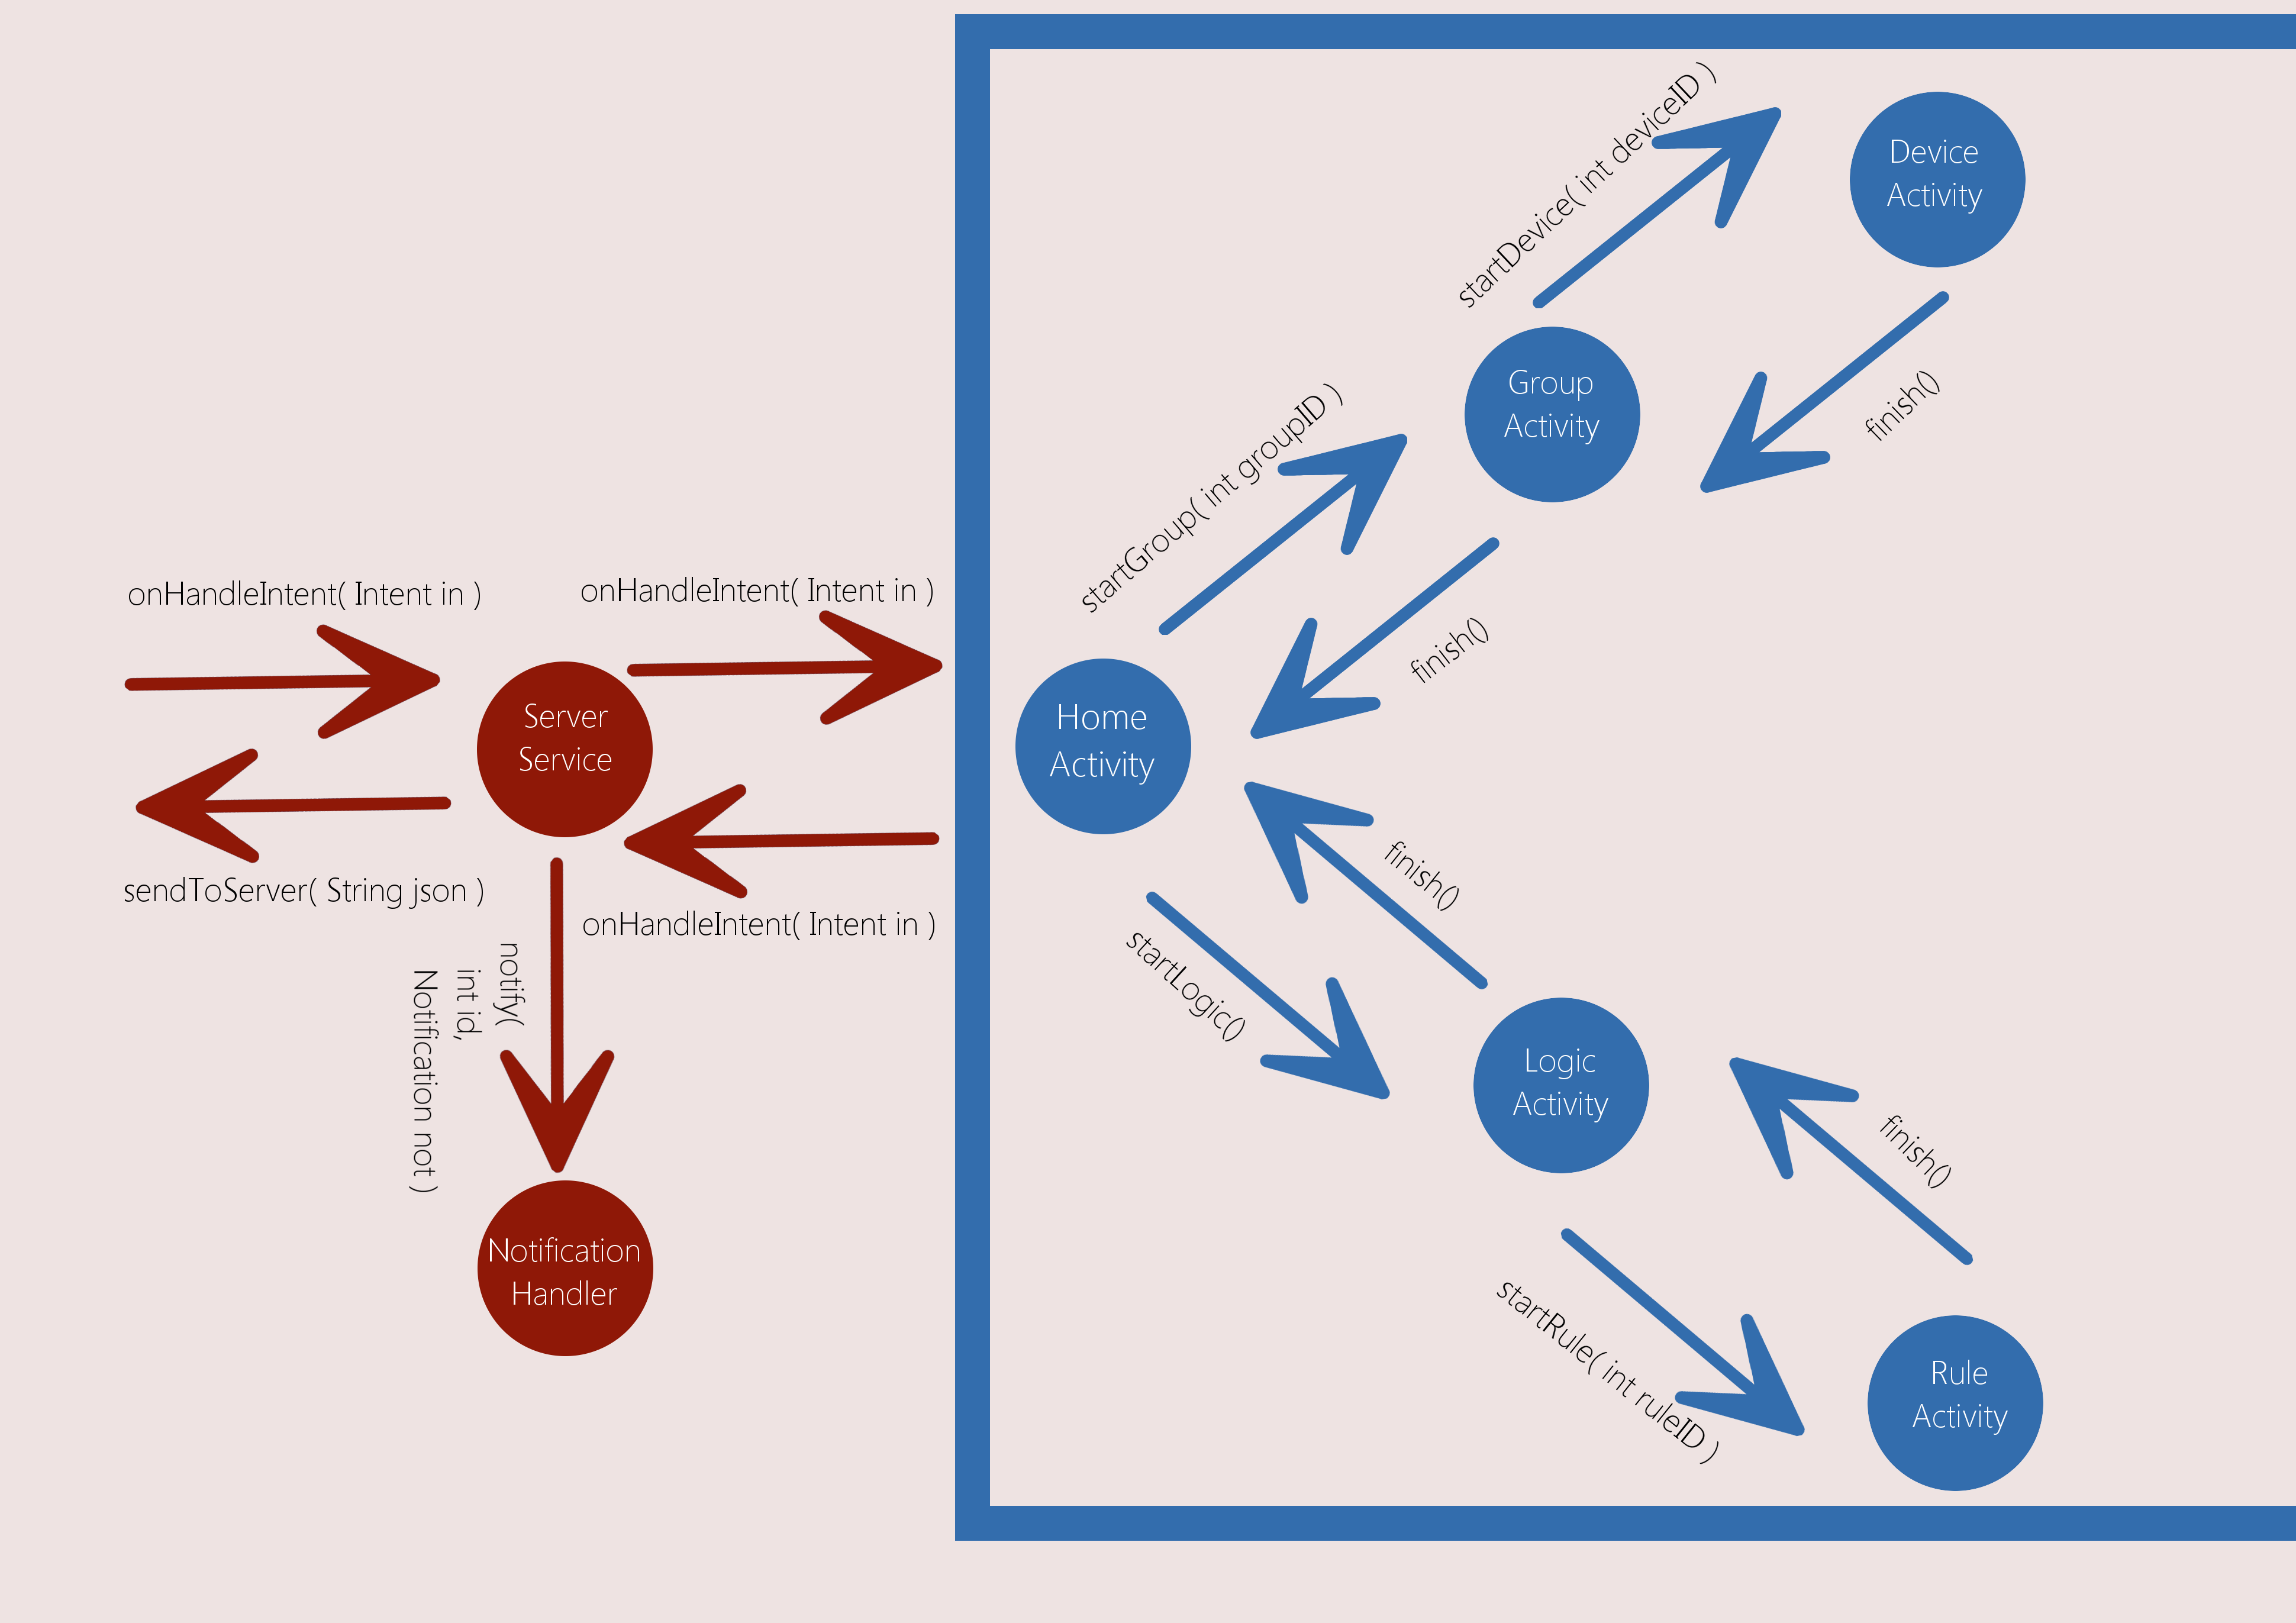 onHandleIntent( Intent in )
Server
Service
sendToServer( String json )
onHandleIntent( Intent in )
onHandleIntent( Intent in )
notify(
int id,
Notification not )
Notification
Handler
Home
Activity
startGroup( int groupID )
finish()
Group
Activity
startDevice( int deviceID )
finish()
Device
Activity
startLogic()
finish()
Logic
Activity
startRule( int ruleID )
finish()
Rule
Activity